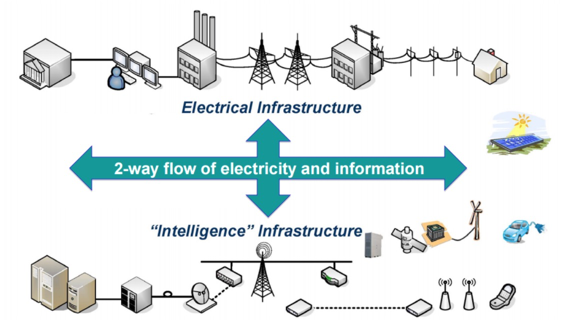 Electrical Infrastructure
2-way flow of electricity and information
“Intelligence” Infrastructure